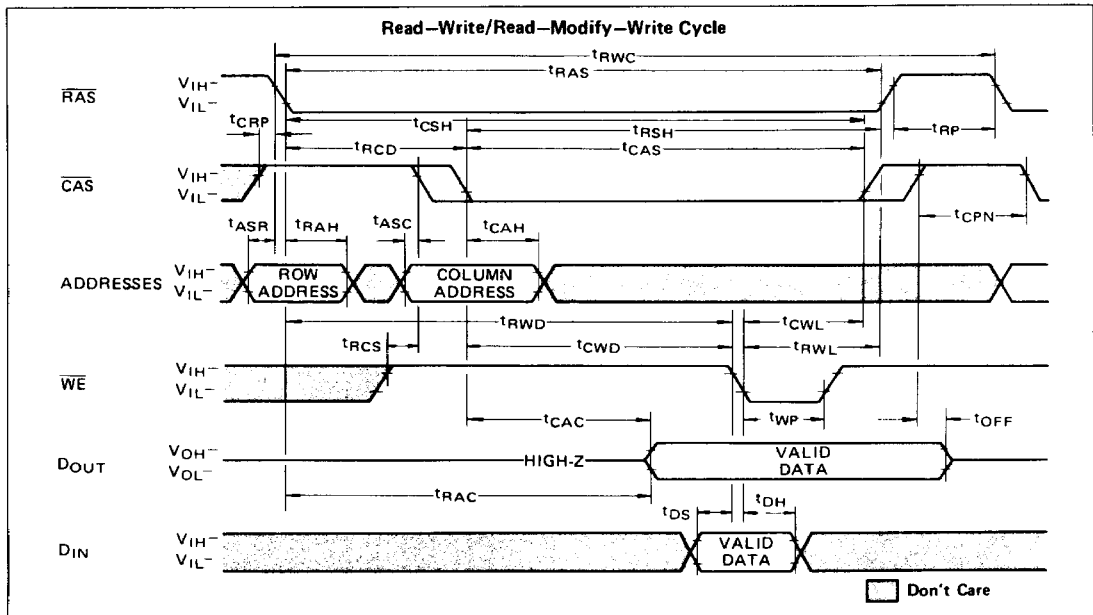 Read–Write/Read–Modify–Write Cycle
tRWC
tRAS
RAS
VIH–
VIL–
tCRP
tCSH
tRSH
tRP
tRCD
tCAS
CAS
VIH–
VIL–
tCPN
tASR
tRAH
tASC
tCAH
ADDRESSES
VIH–
VIL–
ROW
ADDRESS
COLUMN
ADDRESS
tRWD
tCWL
tRCS
tCWD
tRWL
WE
VIH–
VIL–
tCAC
tWP
tOFF
DOUT
VOH–
VOL–
HIGH-Z
VALID
DATA
tRAC
tDS
tDH
DIN
VIH–
VIL–
VALID
DATA
Don't Care